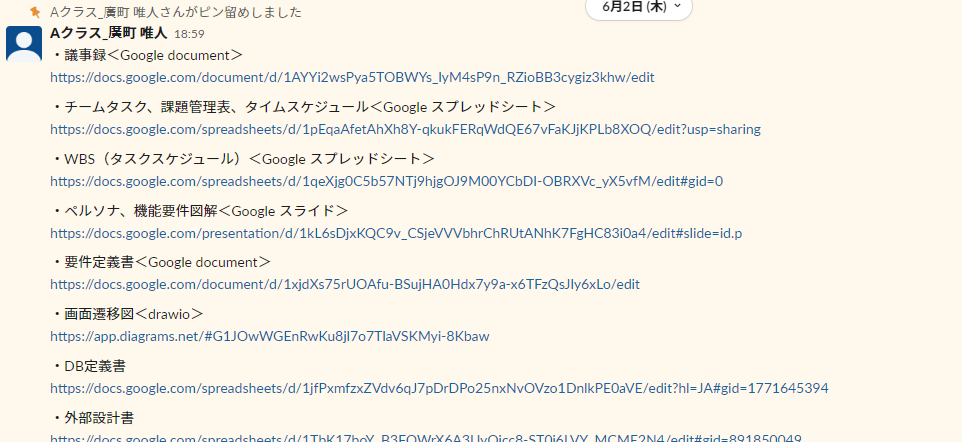 Aクラス_廣町 唯人さんがピン留めしました
6月2日 (木)
Aクラス_廣町 唯人 18:59
・議事録＜Google document＞
https://docs.google.com/document/d/1AYYi2wsPya5TOBWYs_lyM4sP9n_RZioBB3cygiz3khw/edit
・チームタスク、課題管理表、タイムスケジュール＜Google スプレッドシート＞
https://docs.google.com/spreadsheets/d/1pEqaAfetAhXh8Y-qkukFERqWdQE67vFaKJjKPLb8XOQ/edit?usp=sharing
・WBS（タスクスケジュール）＜Google スプレッドシート＞
https://docs.google.com/spreadsheets/d/1qeXjg0C5b57NTj9hjgOJ9M00YCbDI-OBRXVc_yX5vfM/edit#gid=0
・ペルソナ、機能要件図解＜Google スライド＞
https://docs.google.com/presentation/d/1kL6sDjxKQC9v_CSjeVVVbhrChRUtANhK7FgHC83i0a4/edit#slide=id.p
・要件定義書＜Google document＞
https://docs.google.com/document/d/1xjdXs75rUOAfu-BSujHA0Hdx7y9a-x6TFzQsJIy6xLo/edit
・画面遷移図＜drawio＞
https://app.diagrams.net/#G1JOwWGEnRwKu8jl7o7TlaVSKMyi-8Kbaw
・DB定義書
https://docs.google.com/spreadsheets/d/1jfPxmfzxZVdv6qJ7pDrDPo25nxNvOVzo1DnlkPE0aVE/edit?hl=JA#gid=1771645394
・外部設計書